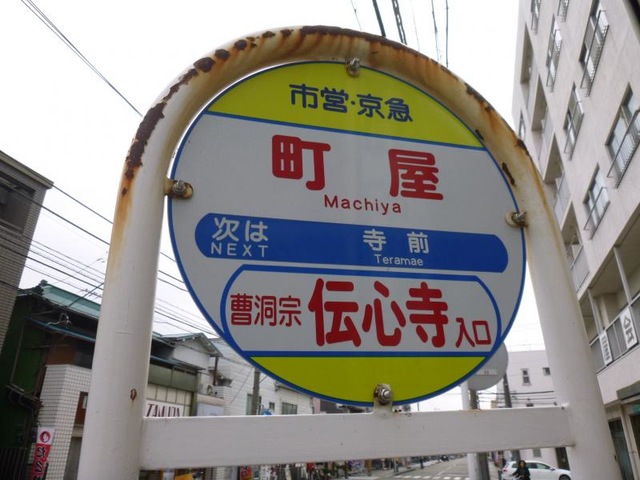 市営・京急
町屋
Machiya
次は 寺前
NEXT Teramae
曹洞宗 伝心寺 入口